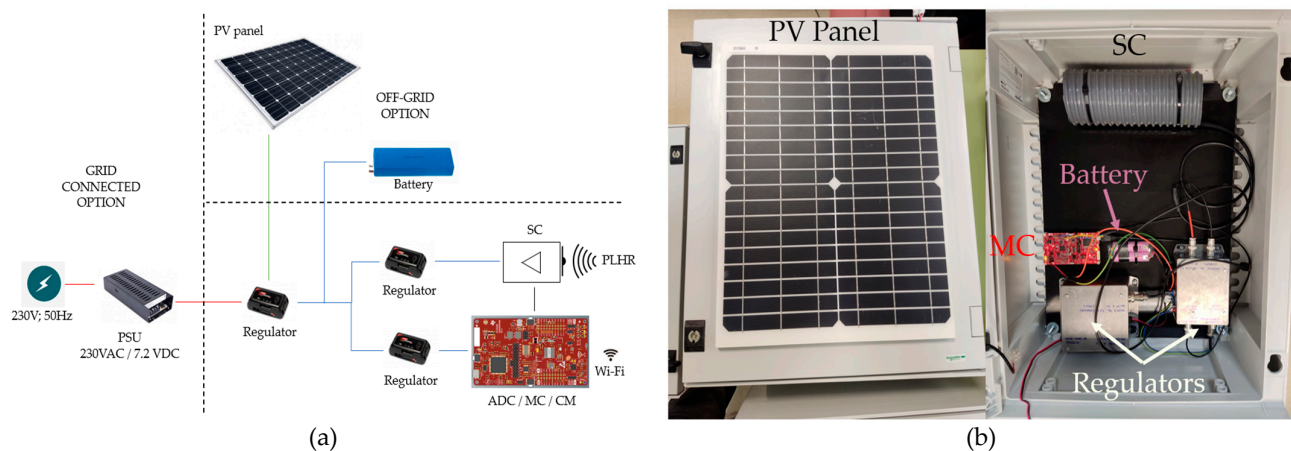 PV panel
OFF-GRID
OPTION
GRID
CONNECTED
OPTION
Battery
SC
PLHR
Regulator
230V; 50Hz
PSU
230VAC / 7.2 VDC
Regulator
Regulator
Wi-Fi
ADC / MC / CM
(a)
PV Panel
SC
Battery
MC
Regulators
(b)